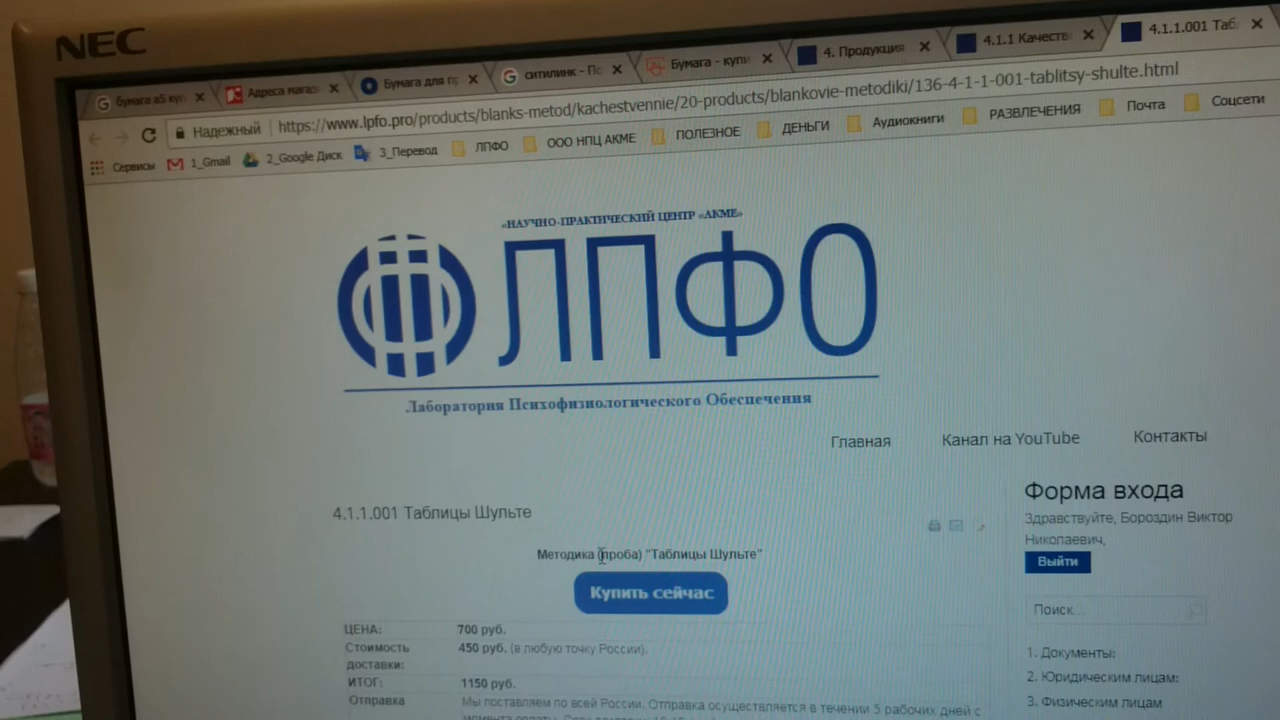 NEC
Бумага а5 куп
Адреса магаз
Бумага для пр
ситилинк - По
Бумага - купи
4. Продукция
4.1.1 Качеств
4.1.1.001 Таб
Надежный | https://www.lpfo.pro/products/blanks-metod/kachestvennie/20-products/blankovie-metodiki/136-4-1-1-001-tablitsy-shulte.html
Сервисы 1_Gmail 2_Google Диск 3_Перевод ЛПФО ООО НПЦ АКМЕ ПОЛЕЗНОЕ ДЕНЬГИ Аудиокниги РАЗВЛЕЧЕНИЯ Почта Соцсети
«НАУЧНО-ПРАКТИЧЕСКИЙ ЦЕНТР «АКМЕ»
ЛПФО
Лаборатория Психофизиологического Обеспечения
Главная Канал на YouTube Контакты
4.1.1.001 Таблицы Шульте
Методика (проба) "Таблицы Шульте"
Купить сейчас
ЦЕНА: 700 руб.
Стоимость доставки: 450 руб. (в любую точку России).
ИТОГ: 1150 руб.
Отправка Мы поставляем по всей России. Отправка осуществляется в течении 5 рабочих дней с
Форма входа
Здравствуйте, Бороздин Виктор
Николаевич,
Выйти
Поиск...
1. Документы:
2. Юридическим лицам:
3. Физическим лицам